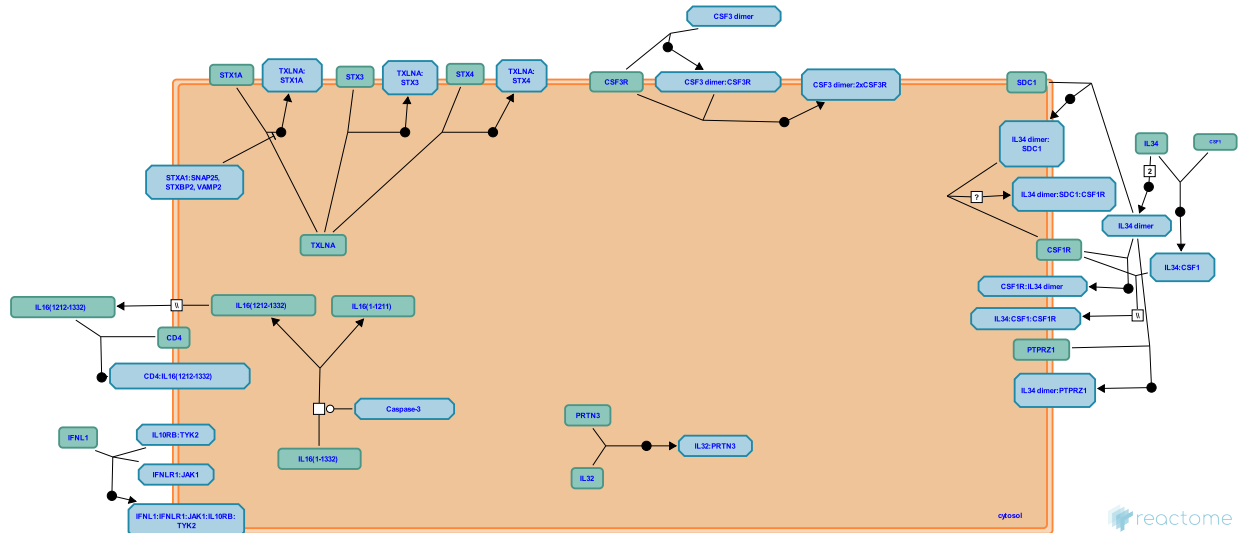 CSF3 dimer
STX1A
TXLNA:
STX1A
STX3
TXLNA:
STX3
STX4
TXLNA:
STX4
CSF3R
CSF3 dimer:CSF3R
CSF3 dimer:2xCSF3R
SDC1
IL34 dimer:
SDC1
IL34
CSF1
2
STXA1:SNAP25,
STXBP2, VAMP2
?
IL34 dimer:SDC1:CSF1R
IL34 dimer
TXLNA
CSF1R
IL34:CSF1
CSF1R:IL34 dimer
IL16(1212-1332)
\\
IL16(1212-1332)
IL16(1-1211)
IL34:CSF1:CSF1R
\\
CD4
PTPRZ1
CD4:IL16(1212-1332)
IL34 dimer:PTPRZ1
Caspase-3
PRTN3
IFNL1
IL10RB:TYK2
IL32:PRTN3
IL16(1-1332)
IFNLR1:JAK1
IL32
IFNL1:IFNLR1:JAK1:IL10RB:
TYK2
cytosol
reactome